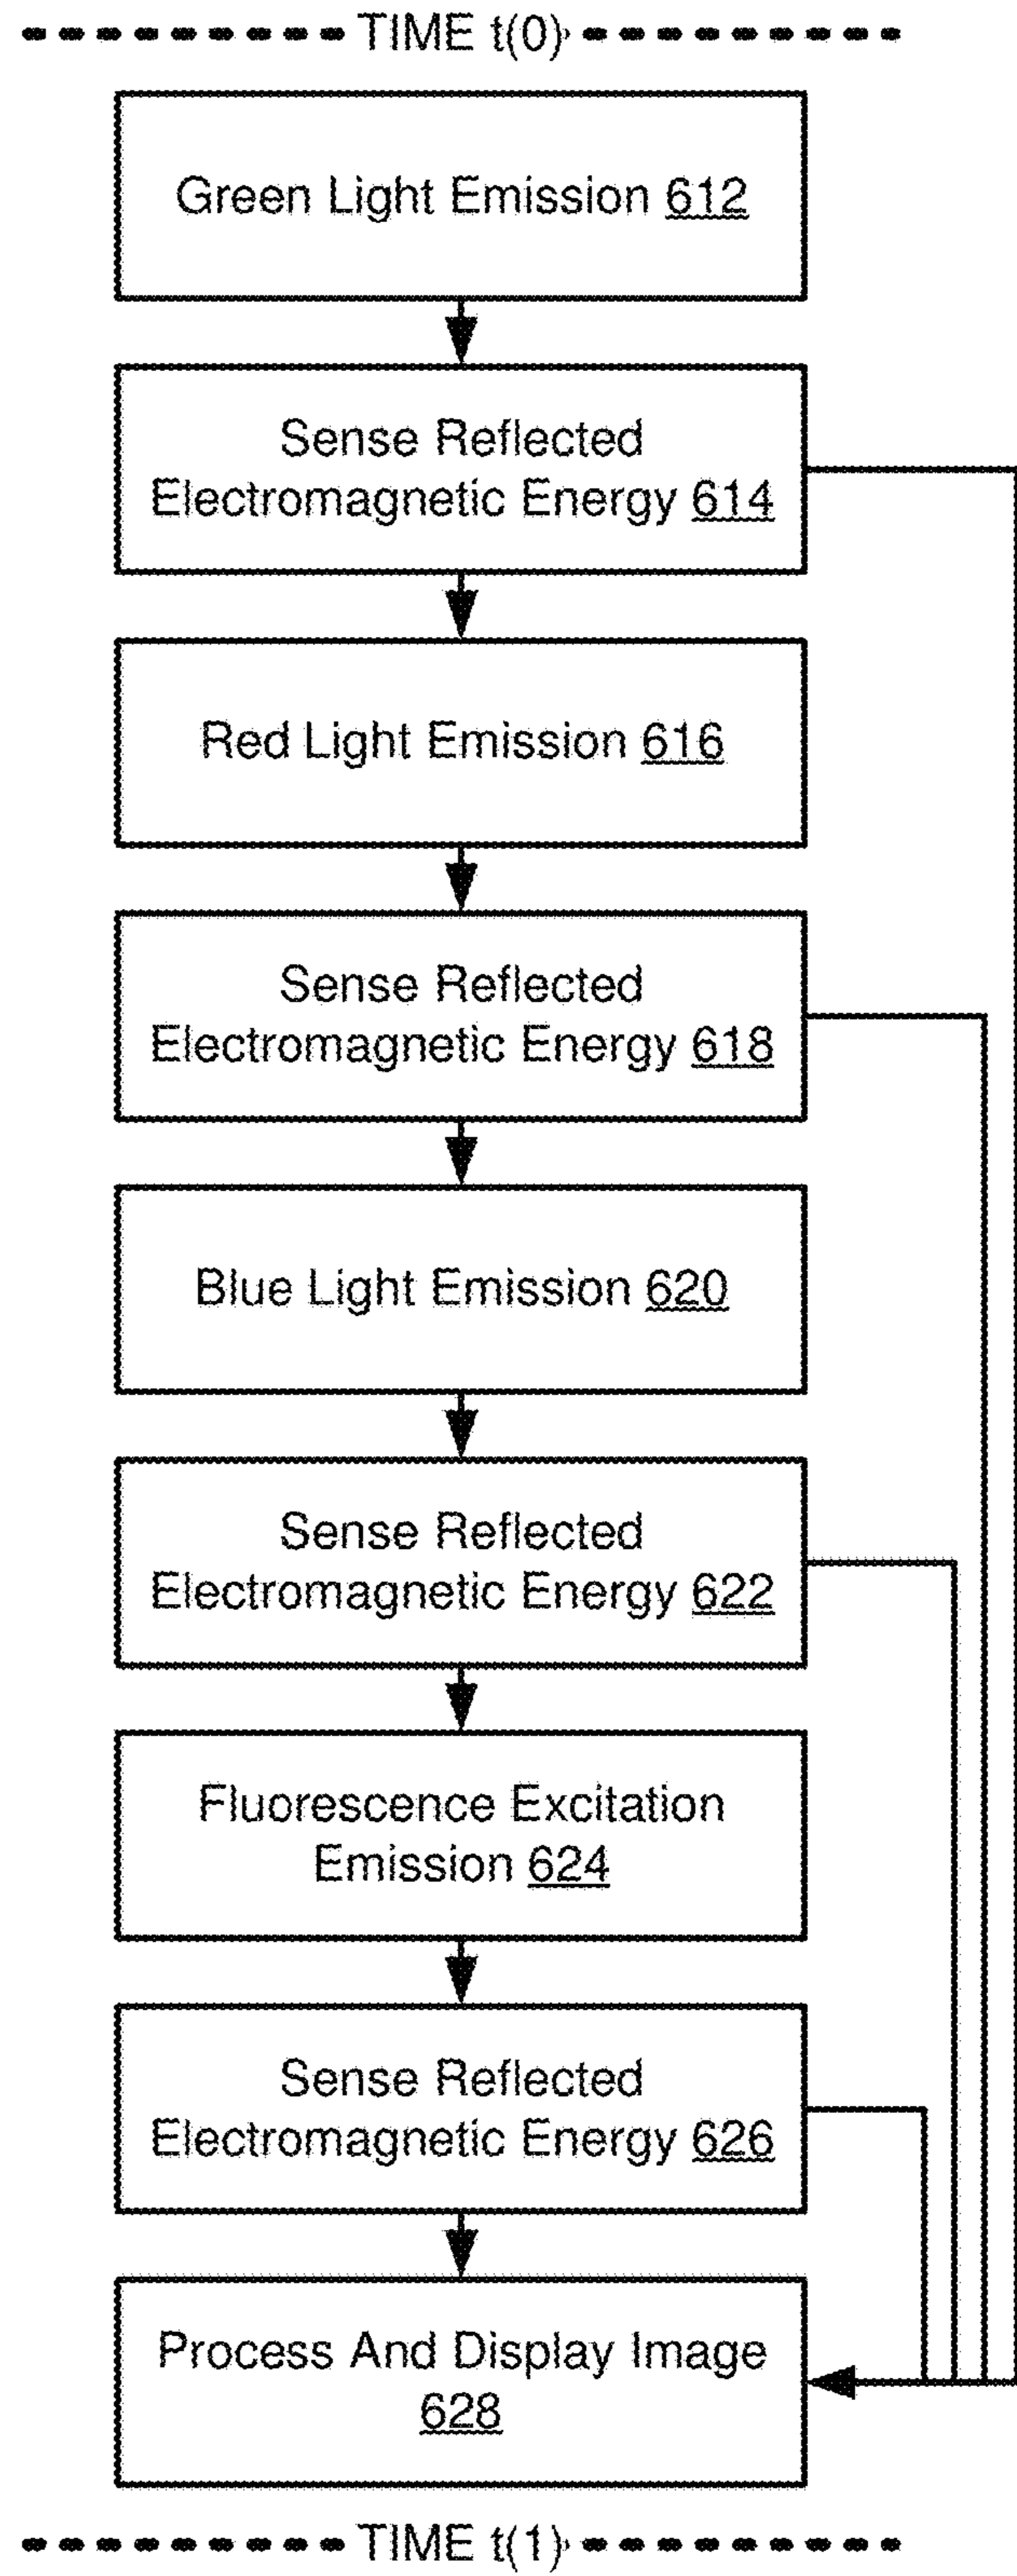 TIME t(0)
Green Light Emission 612
Sense Reflected
Electromagnetic Energy 614
Red Light Emission 616
Sense Reflected
Electromagnetic Energy 618
Blue Light Emission 620
Sense Reflected
Electromagnetic Energy 622
Fluorescence Excitation
Emission 624
Sense Reflected
Electromagnetic Energy 626
Process And Display Image
628
TIME t(1)